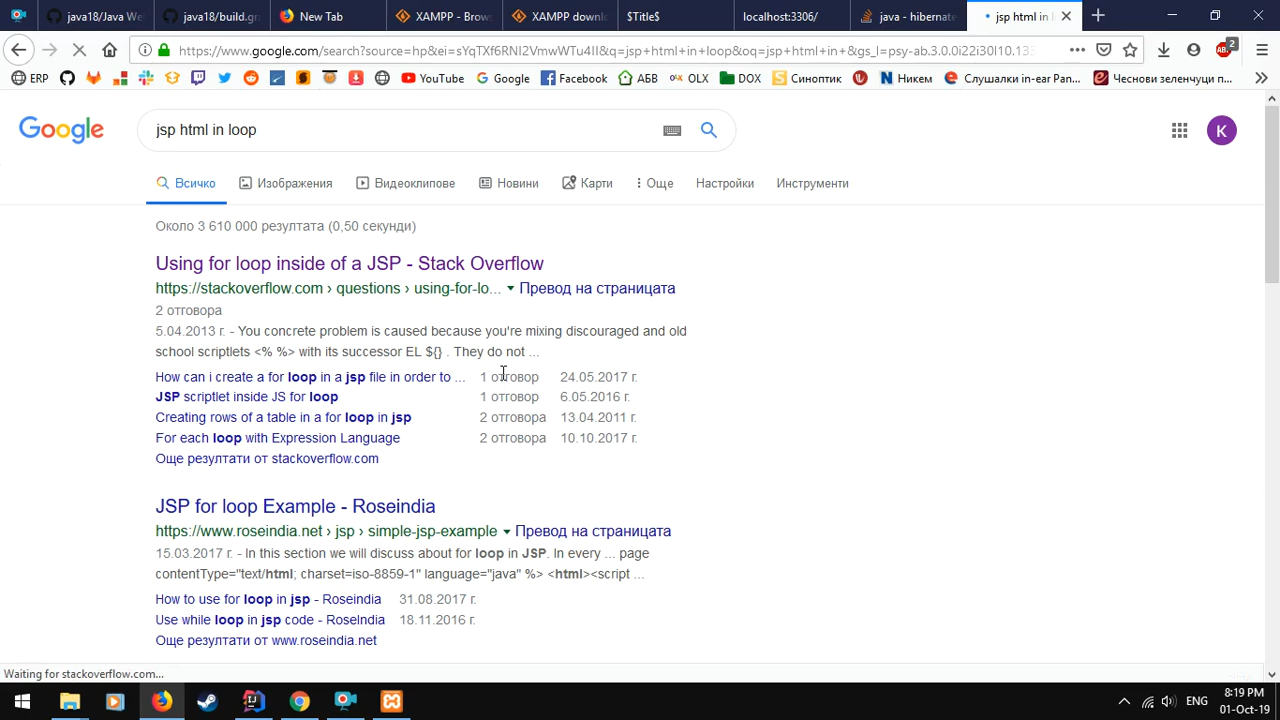 java18/Java We
java18/build.gr
New Tab
XAMPP - Brow
XAMPP downl
$Title$
localhost:3306/
java - hibernate
jsp html in l
https://www.google.com/search?source=hp&ei=sYqTXf6RNI2VmwWTu4II&q=jsp+html+in+loop&oq=jsp+html+in+&gs_l=psy-ab.3.0.0i22i30l10.133
2
ERP
YouTube
Google
Facebook
АБВ
OLX
DOX
Синоптик
Никем
Слушалки in-ear Pan...
Чеснови зеленчуци п...
Google
jsp html in loop
K
Всичко
Изображения
Видеоклипове
Новини
Карти
Още
Настройки
Инструменти
Около 3 610 000 резултата (0,50 секунди)
Using for loop inside of a JSP - Stack Overflow
https://stackoverflow.com › questions › using-for-lo... Превод на страницата
2 отговора
5.04.2013 г. - You concrete problem is caused because you're mixing discouraged and old
school scriptlets <% %> with its successor EL ${} . They do not ...
How can i create a for loop in a jsp file in order to ... 1 отговор 24.05.2017 г.
JSP scriptlet inside JS for loop 1 отговор 6.05.2016 г.
Creating rows of a table in a for loop in jsp 2 отговора 13.04.2011 г.
For each loop with Expression Language 2 отговора 10.10.2017 г.
Още резултати от stackoverflow.com
JSP for loop Example - Roseindia
https://www.roseindia.net › jsp › simple-jsp-example Превод на страницата
15.03.2017 г. - In this section we will discuss about for loop in JSP. In every ... page
contentType="text/html; charset=iso-8859-1" language="java" %> <html><script ...
How to use for loop in jsp - Roseindia 31.08.2017 г.
Use while loop in jsp code - RoseIndia 18.11.2016 г.
Още резултати от www.roseindia.net
Waiting for stackoverflow.com...
ENG
8:19 PM
01-Oct-19